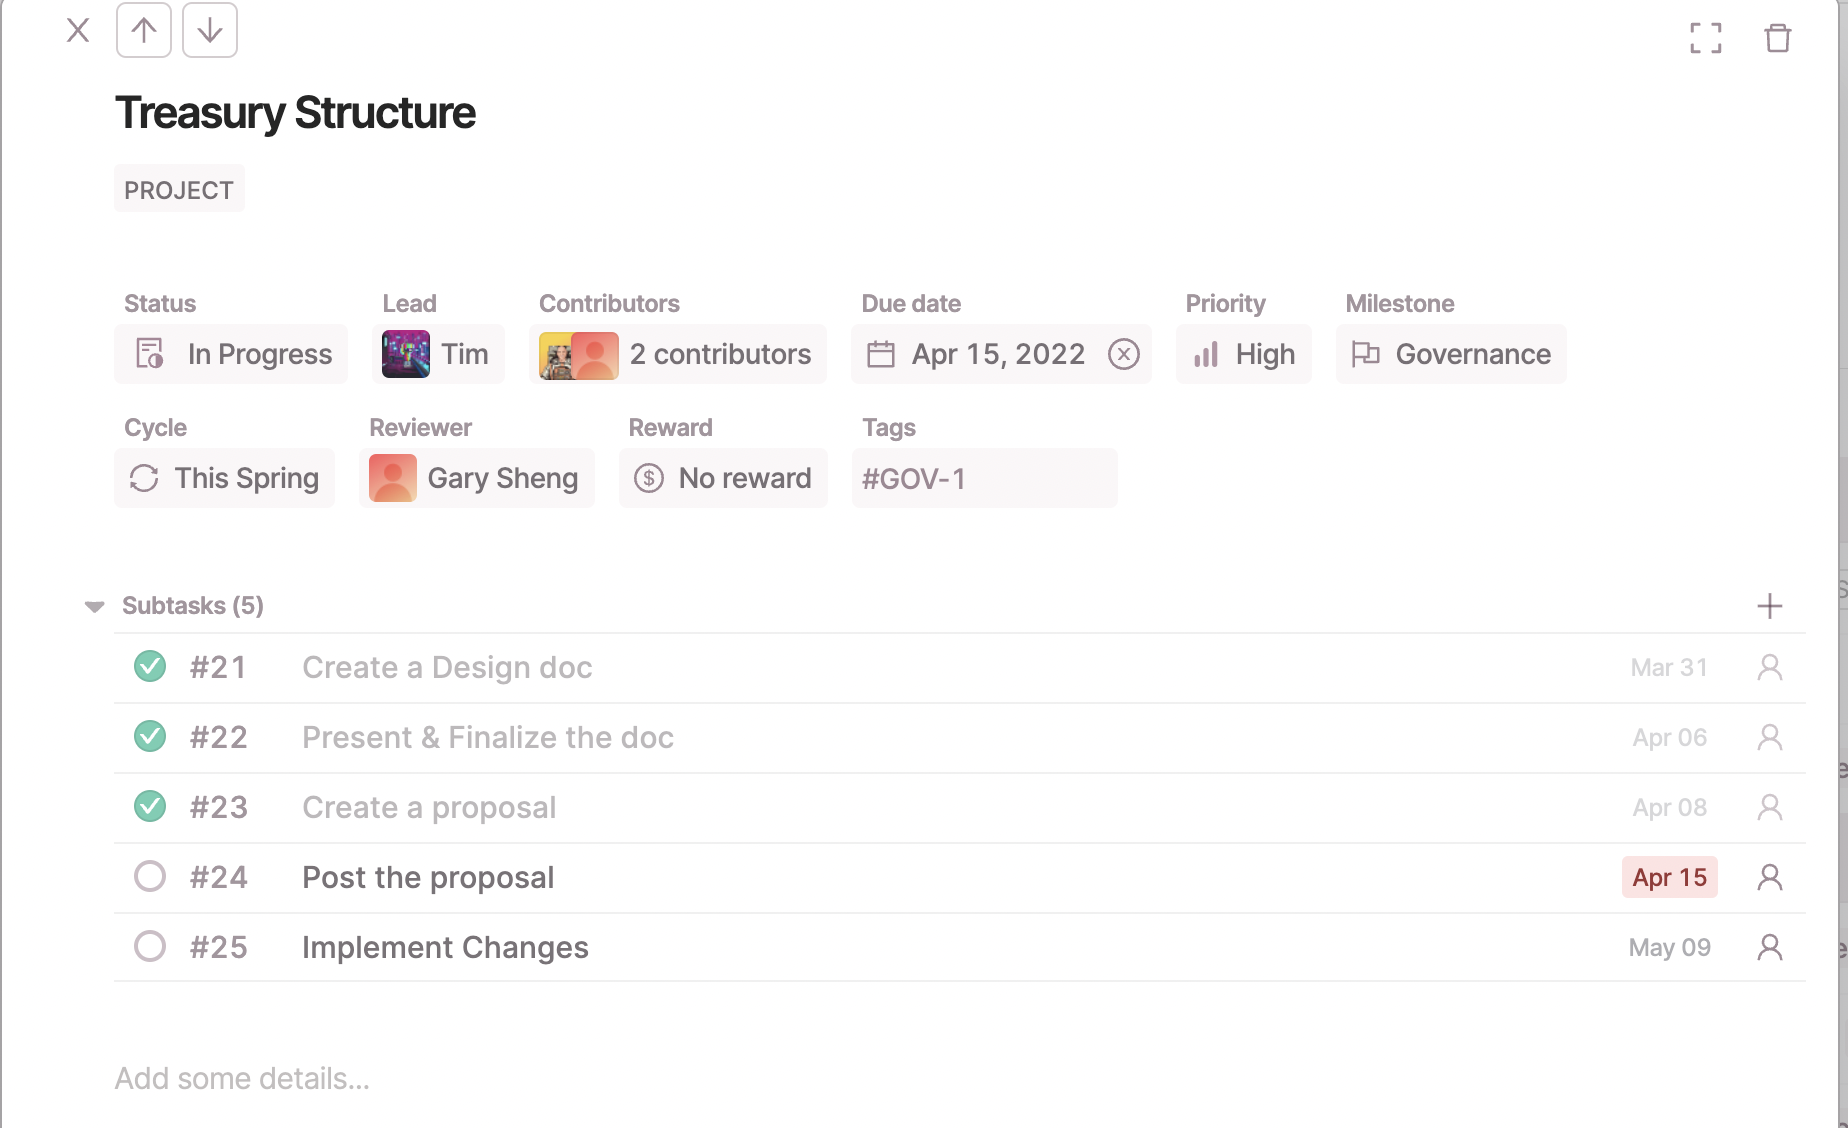 Treasury Structure
PROJECT
Status Lead Contributors Due date Priority Milestone
In Progress Tim 2 contributors Apr 15, 2022 High Governance
Cycle Reviewer Reward Tags
This Spring Gary Sheng No reward #GOV-1
Subtasks (5)
#21 Create a Design doc Mar 31
#22 Present & Finalize the doc Apr 06
#23 Create a proposal Apr 08
#24 Post the proposal Apr 15
#25 Implement Changes May 09
Add some details...